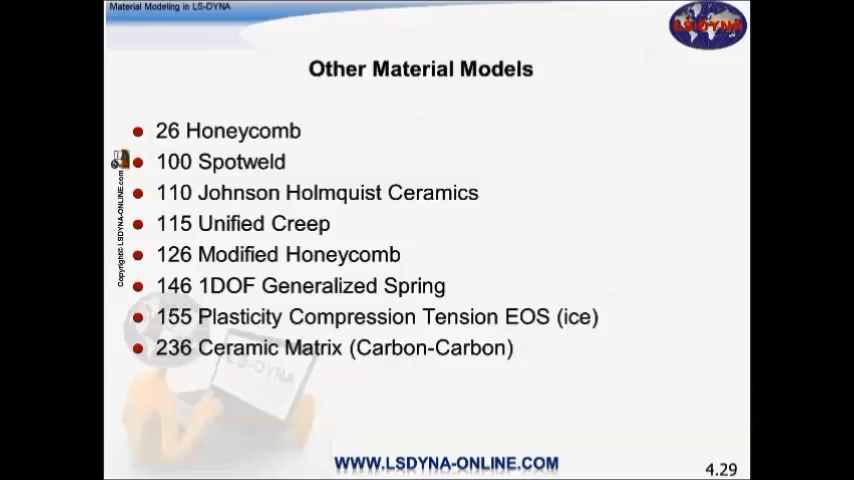 Material Modeling in LS-DYNA
LS-DYNA
Other Material Models
26 Honeycomb
100 Spotweld
110 Johnson Holmquist Ceramics
115 Unified Creep
126 Modified Honeycomb
146 1DOF Generalized Spring
155 Plasticity Compression Tension EOS (ice)
236 Ceramic Matrix (Carbon-Carbon)
Copyright© LSDYNA-ONLINE.com
LS-DYNA
WWW.LSDYNA-ONLINE.COM
4.29